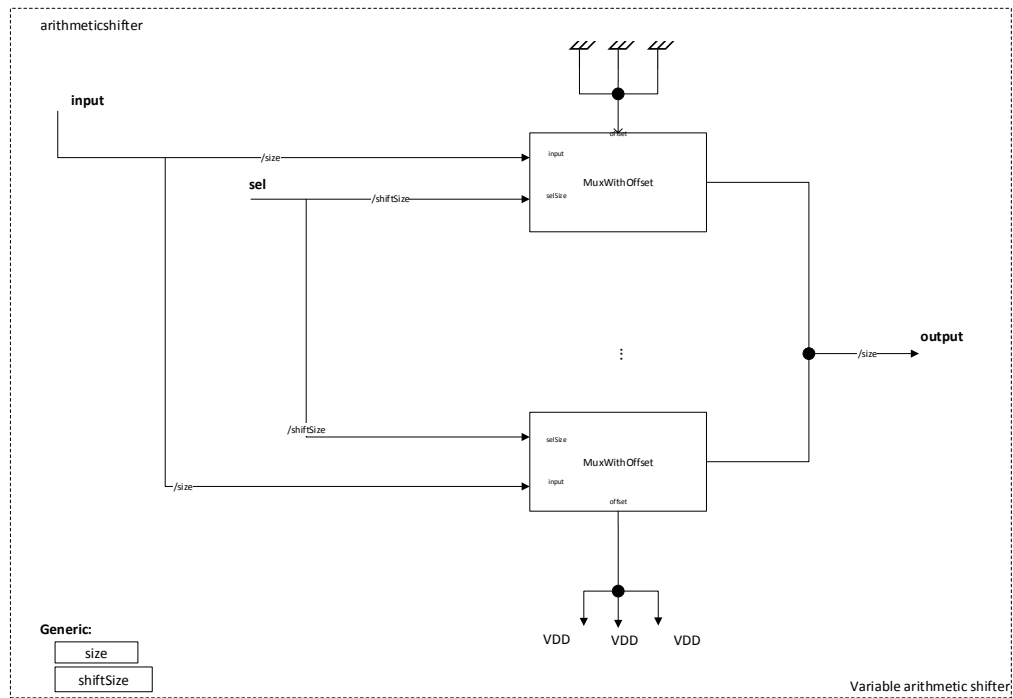 arithmeticshifter
input
offset
/size
input
sel
MuxWithOffset
/shiftSize
selSize
output
⋮
/size
/shiftSize
selSize
MuxWithOffset
/size
input
offset
Generic:
VDD VDD VDD
size
shiftSize
Variable arithmetic shifter